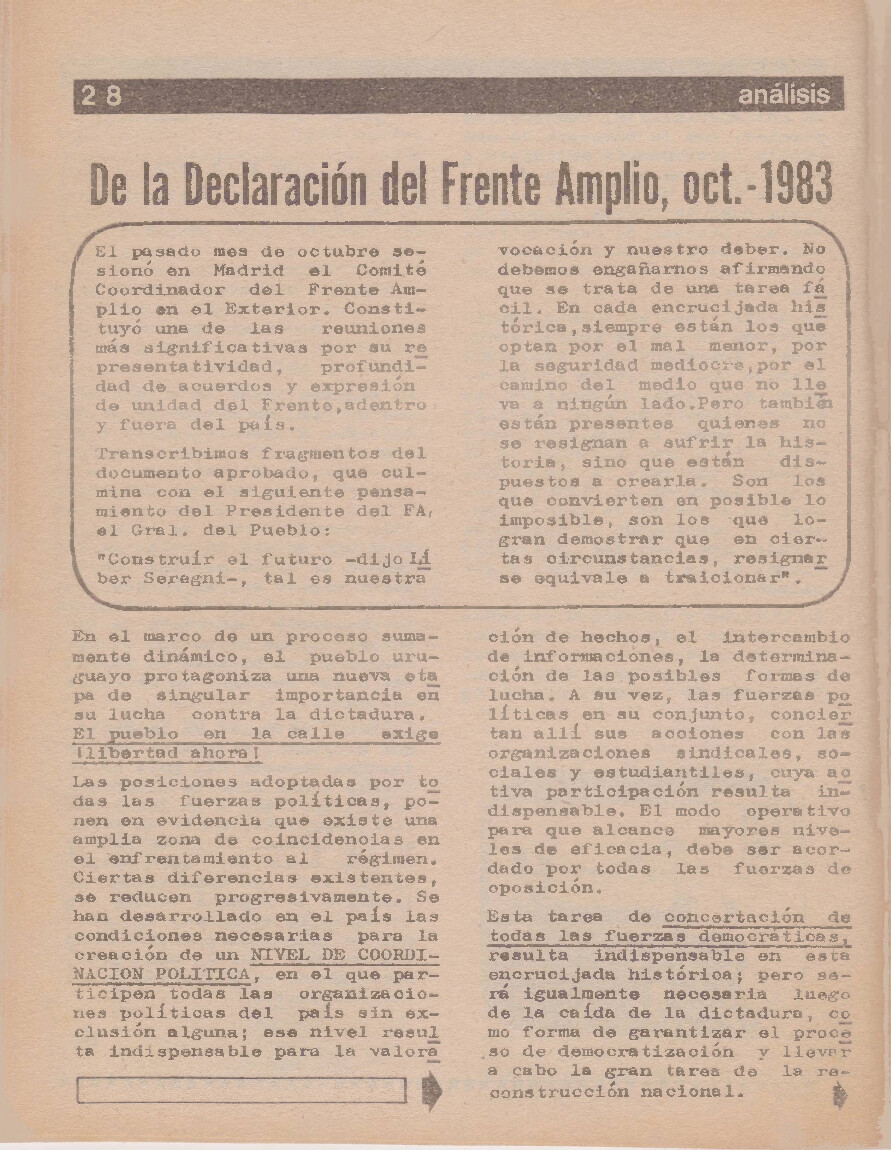 28 análisis
De la Declaración del Frente Amplio, oct.-1983
El pasado mes de octubre se-
sionó en Madrid el Comité
Coordinador del Frente Am-
plio en el Exterior. Consti-
tuyó una de las reuniones
más significativas por su re
presentatividad, profundi-
dad de acuerdos y expresión
de unidad del Frente,adentro
y fuera del país.
Transcribimos fragmentos del
documento aprobado, que cul-
mina con el siguiente pensa-
miento del Presidente del FA,
el Gral. del Pueblo:
"Construír el futuro -dijo Lí
ber Seregni-, tal es nuestra
vocación y nuestro deber. No
debemos engañarnos afirmando
que se trata de una tarea fá
cil. En cada encrucijada his
tórica,siempre están los que
optan por el mal menor, por
la seguridad mediocre,por el
camino del medio que no lle
va a ningún lado.Pero también
están presentes quienes no
se resignan a sufrir la his-
toria, sino que están dis-
puestos a crearla. Son los
que convierten en posible lo
imposible, son los que lo-
gran demostrar que en cier-
tas circunstancias, resignar
se equivale a traicionar".
En el marco de un proceso suma-
mente dinámico, el pueblo uru-
guayo protagoniza una nueva eta
pa de singular importancia en
su lucha contra la dictadura.
El pueblo en la calle exige
¡libertad ahora!
Las posiciones adoptadas por to
das las fuerzas políticas, po-
nen en evidencia que existe una
amplia zona de coincidencias en
el enfrentamiento al régimen.
Ciertas diferencias existentes,
se reducen progresivamente. Se
han desarrollado en el país las
condiciones necesarias para la
creación de un NIVEL DE COORDI-
NACION POLITICA, en el que par-
ticipen todas las organizacio-
nes políticas del país sin ex-
clusión alguna; ese nivel resul
ta indispensable para la valora
ción de hechos, el intercambio
de informaciones, la determina-
ción de las posibles formas de
lucha. A su vez, las fuerzas po
líticas en su conjunto, concier
tan allí sus acciones con las
organizaciones sindicales, so-
ciales y estudiantiles, cuya ac
tiva participación resulta in-
dispensable. El modo operativo
para que alcance mayores nive-
les de eficacia, debe ser acor-
dado por todas las fuerzas de
oposición.
Esta tarea de concertación de
todas las fuerzas democraticas,
resulta indispensable en esta
encrucijada histórica; pero se-
rá igualmente necesaria luego
de la caída de la dictadura, co
mo forma de garantizar el proce
so de democratización y llevar
a cabo la gran tarea de la re-
construcción nacional.